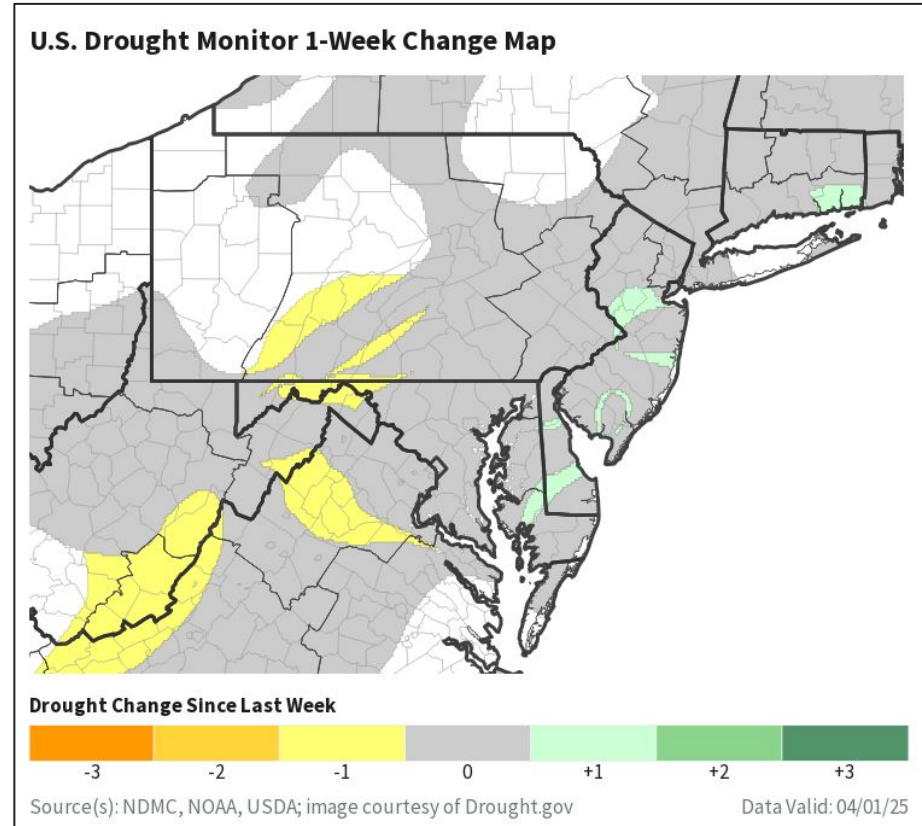 U.S. Drought Monitor 1-Week Change Map
Drought Change Since Last Week
-3 -2 -1 0 +1 +2 +3
Source(s): NDMC, NOAA, USDA; image courtesy of Drought.gov Data Valid: 04/01/25